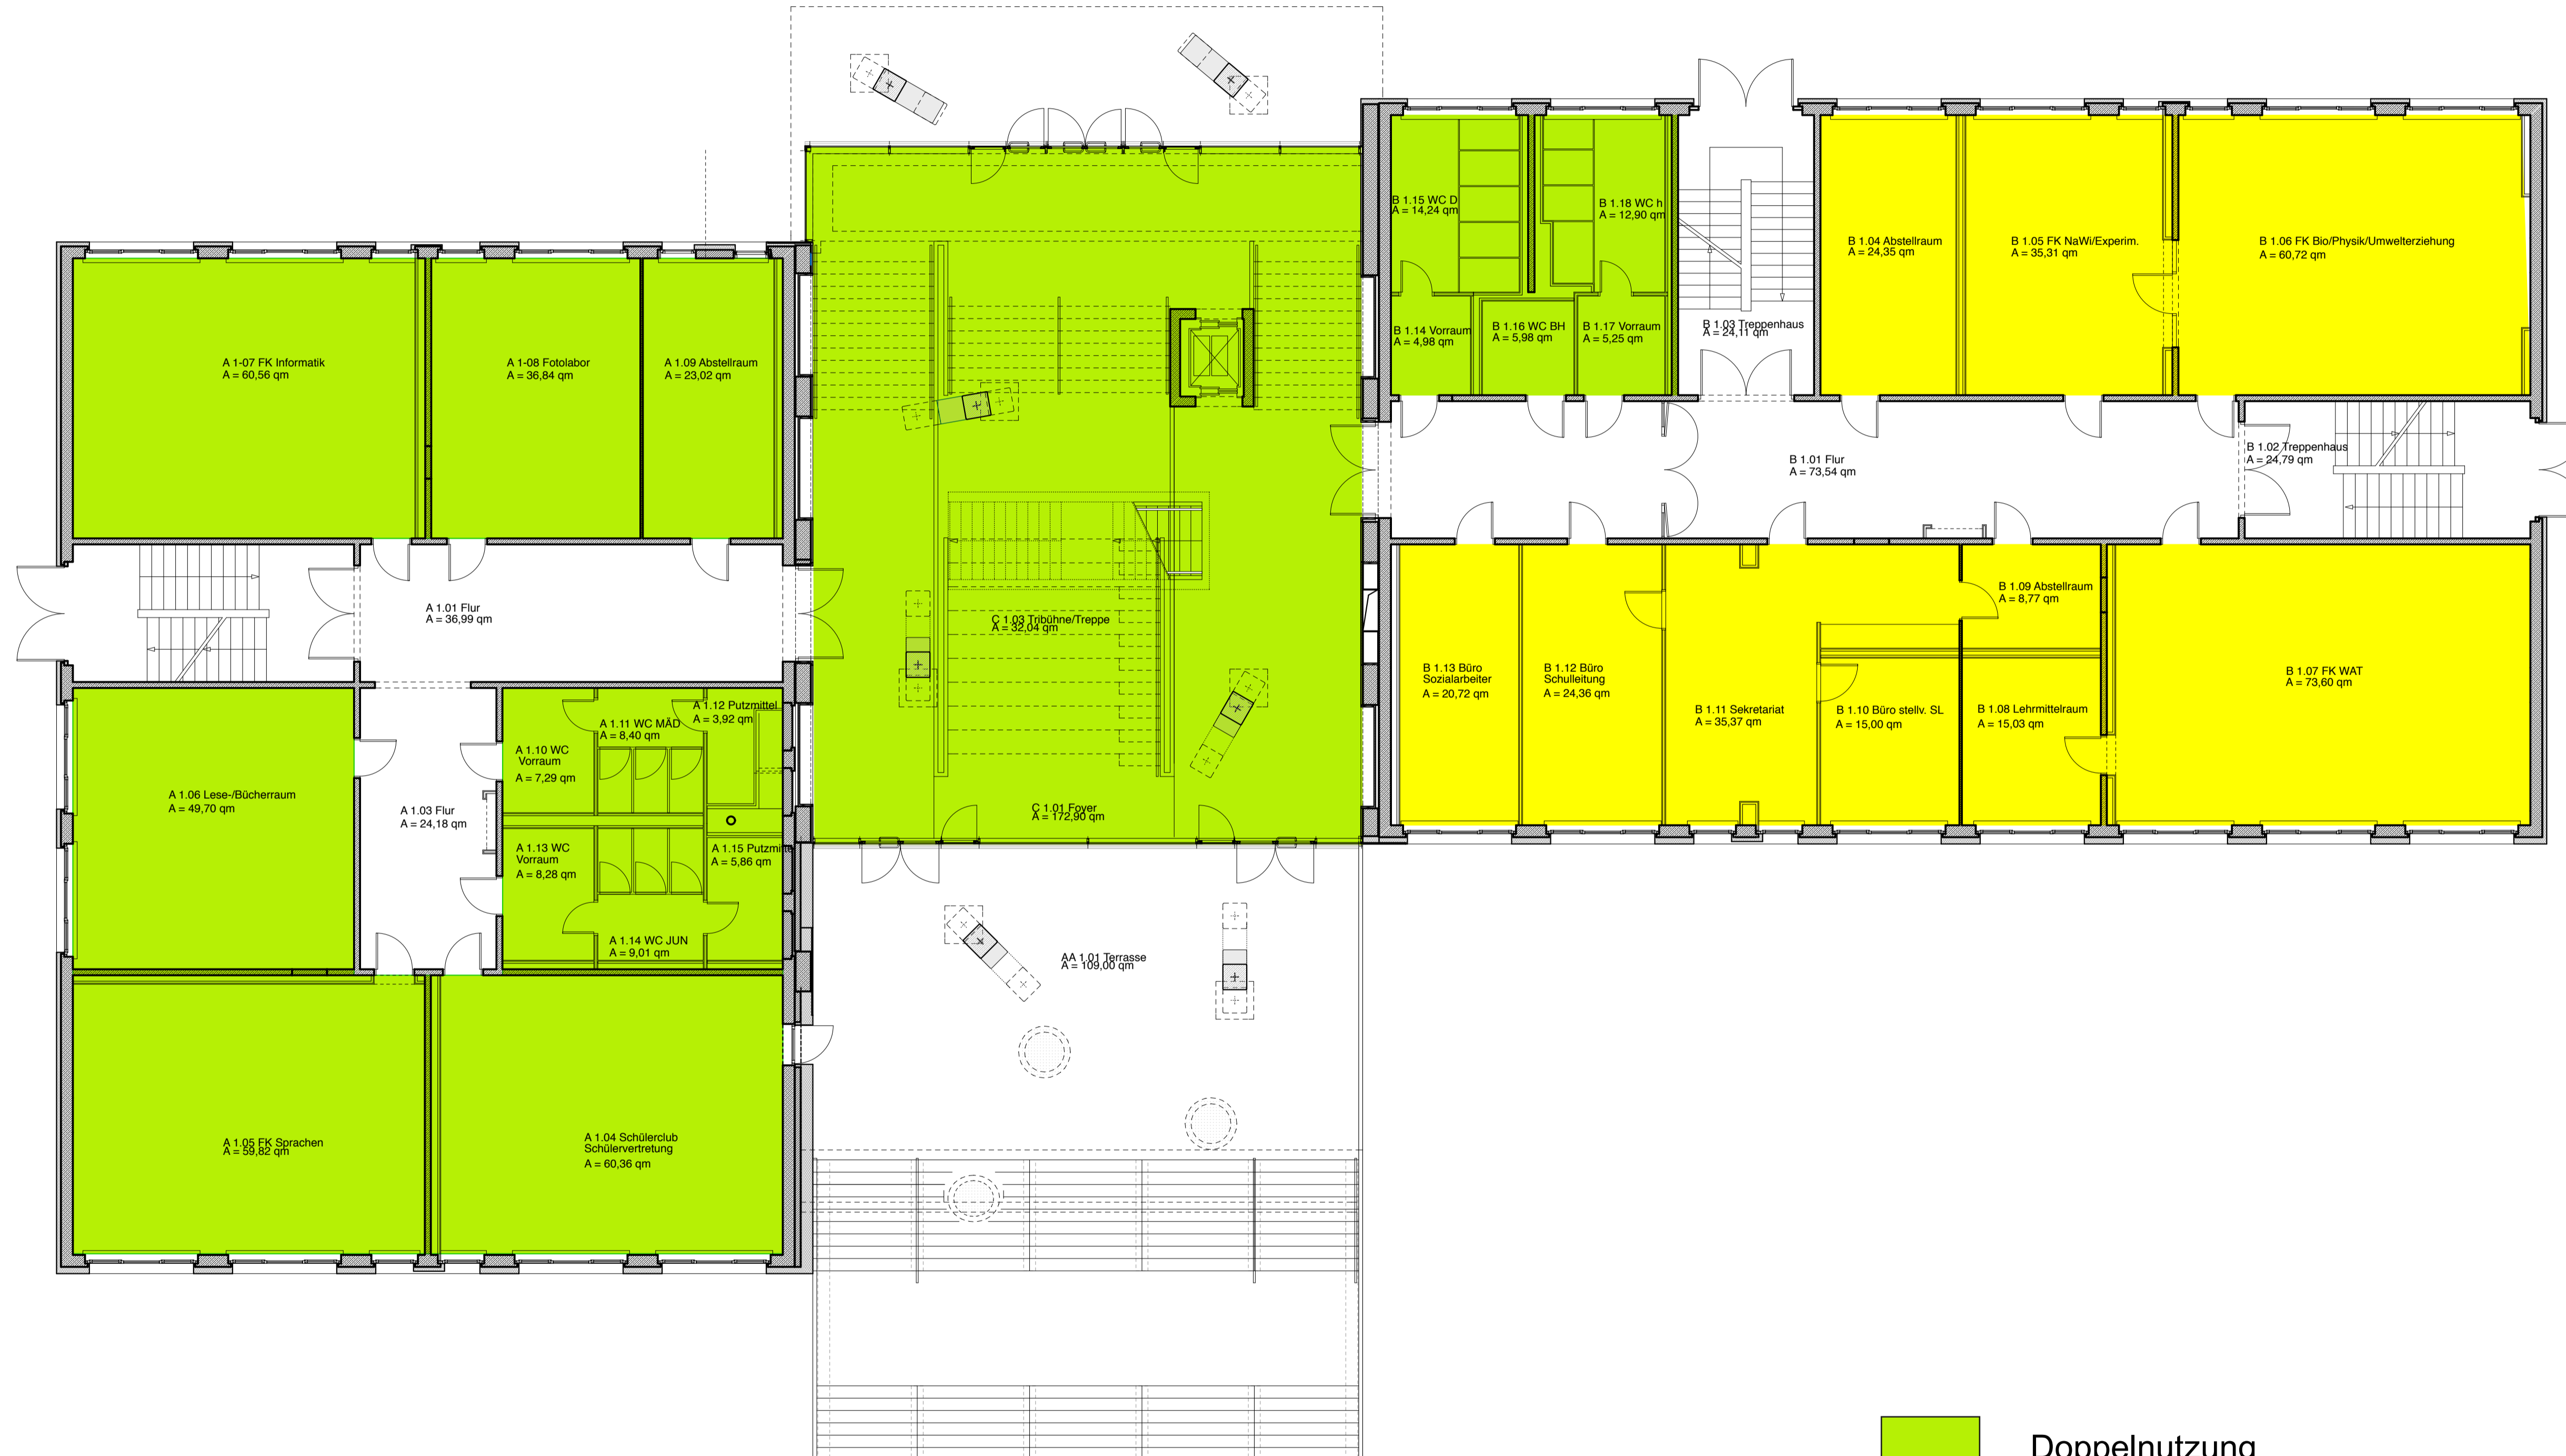 B 1.15 WC D
A = 14,24 qm
B 1.18 WC h
A = 12,90 qm
B 1.04 Abstellraum
A = 24,35 qm
B 1.05 FK NaWi/Experim.
A = 35,31 qm
B 1.06 FK Bio/Physik/Umwelterziehung
A = 60,72 qm
B 1.14 Vorraum
A = 4,98 qm
B 1.16 WC BH
A = 5,98 qm
B 1.17 Vorraum
A = 5,25 qm
B 1.03 Treppenhaus
A = 24,11 qm
A 1-07 FK Informatik
A = 60,56 qm
A 1-08 Fotolabor
A = 36,84 qm
A 1.09 Abstellraum
A = 23,02 qm
B 1.01 Flur
A = 73,54 qm
B 1.02 Treppenhaus
A = 24,79 qm
A 1.01 Flur
A = 36,99 qm
C 1.03 Tribühne/Treppe
A = 32,04 qm
B 1.09 Abstellraum
A = 8,77 qm
B 1.13 Büro
Sozialarbeiter
A = 20,72 qm
B 1.12 Büro
Schulleitung
A = 24,36 qm
B 1.11 Sekretariat
A = 35,37 qm
B 1.10 Büro stellv. SL
A = 15,00 qm
B 1.08 Lehrmittelraum
A = 15,03 qm
B 1.07 FK WAT
A = 73,60 qm
A 1.12 Putzmittel
A = 3,92 qm
A 1.11 WC MÄD
A = 8,40 qm
A 1.10 WC
Vorraum
A = 7,29 qm
A 1.06 Lese-/Bücherraum
A = 49,70 qm
A 1.03 Flur
A = 24,18 qm
C 1.01 Foyer
A = 172,90 qm
A 1.13 WC
Vorraum
A = 8,28 qm
A 1.15 Putzmittel
A = 5,86 qm
A 1.14 WC JUN
A = 9,01 qm
AA 1.01 Terrasse
A = 109,00 qm
A 1.05 FK Sprachen
A = 59,82 qm
A 1.04 Schülerclub
Schülervertretung
A = 60,36 qm
Doppelnutzung